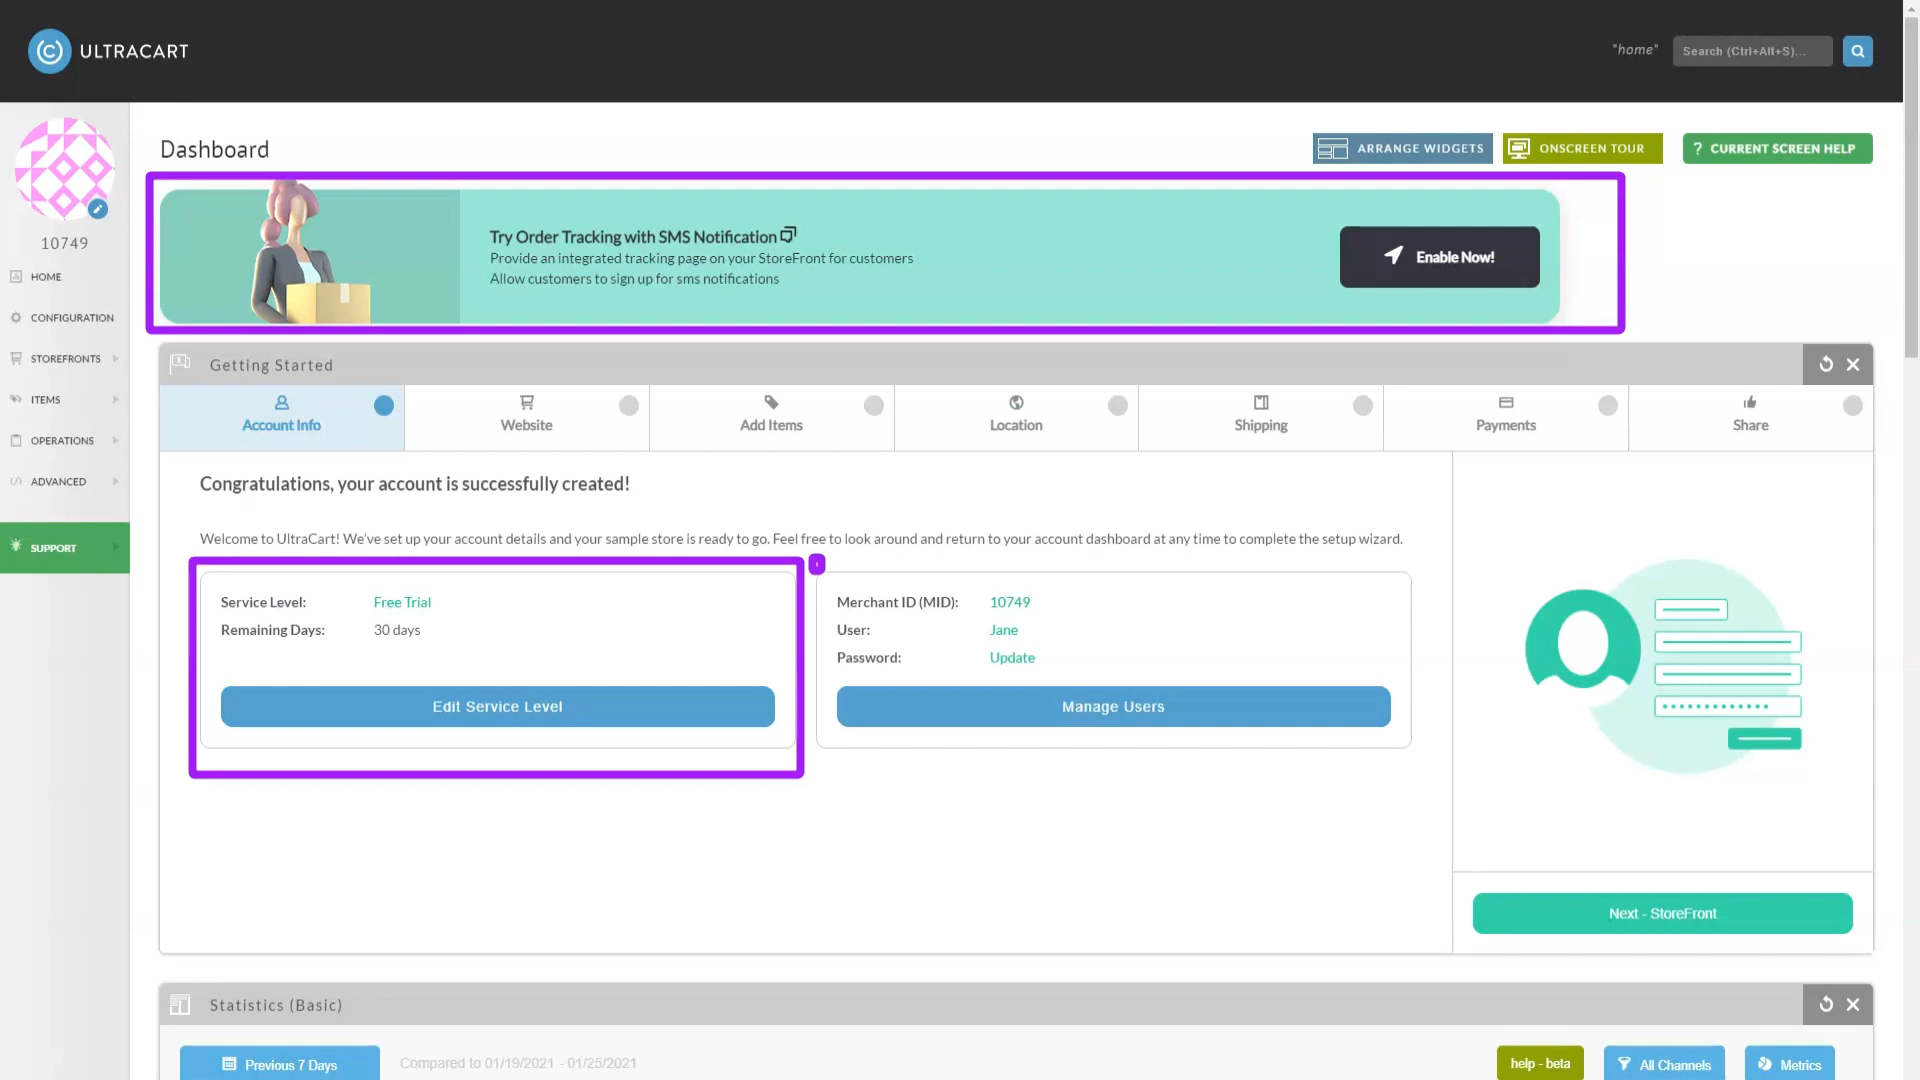 ULTRACART
"home"
Search (Ctrl+Alt+S)...
Dashboard
ARRANGE WIDGETS
ONSCREEN TOUR
? CURRENT SCREEN HELP
10749
HOME
CONFIGURATION
STOREFRONTS
ITEMS
OPERATIONS
ADVANCED
SUPPORT
Try Order Tracking with SMS Notification
Provide an integrated tracking page on your StoreFront for customers
Allow customers to sign up for sms notifications
Enable Now!
Getting Started
Account Info
Website
Add Items
Location
Shipping
Payments
Share
Congratulations, your account is successfully created!
Welcome to UltraCart! We've set up your account details and your sample store is ready to go. Feel free to look around and return to your account dashboard at any time to complete the setup wizard.
Service Level: Free Trial
Remaining Days: 30 days
Edit Service Level
Merchant ID (MID): 10749
User: Jane
Password: Update
Manage Users
Next - StoreFront
Statistics (Basic)
Previous 7 Days
Compared to 01/19/2021 - 01/25/2021
help - beta
All Channels
Metrics